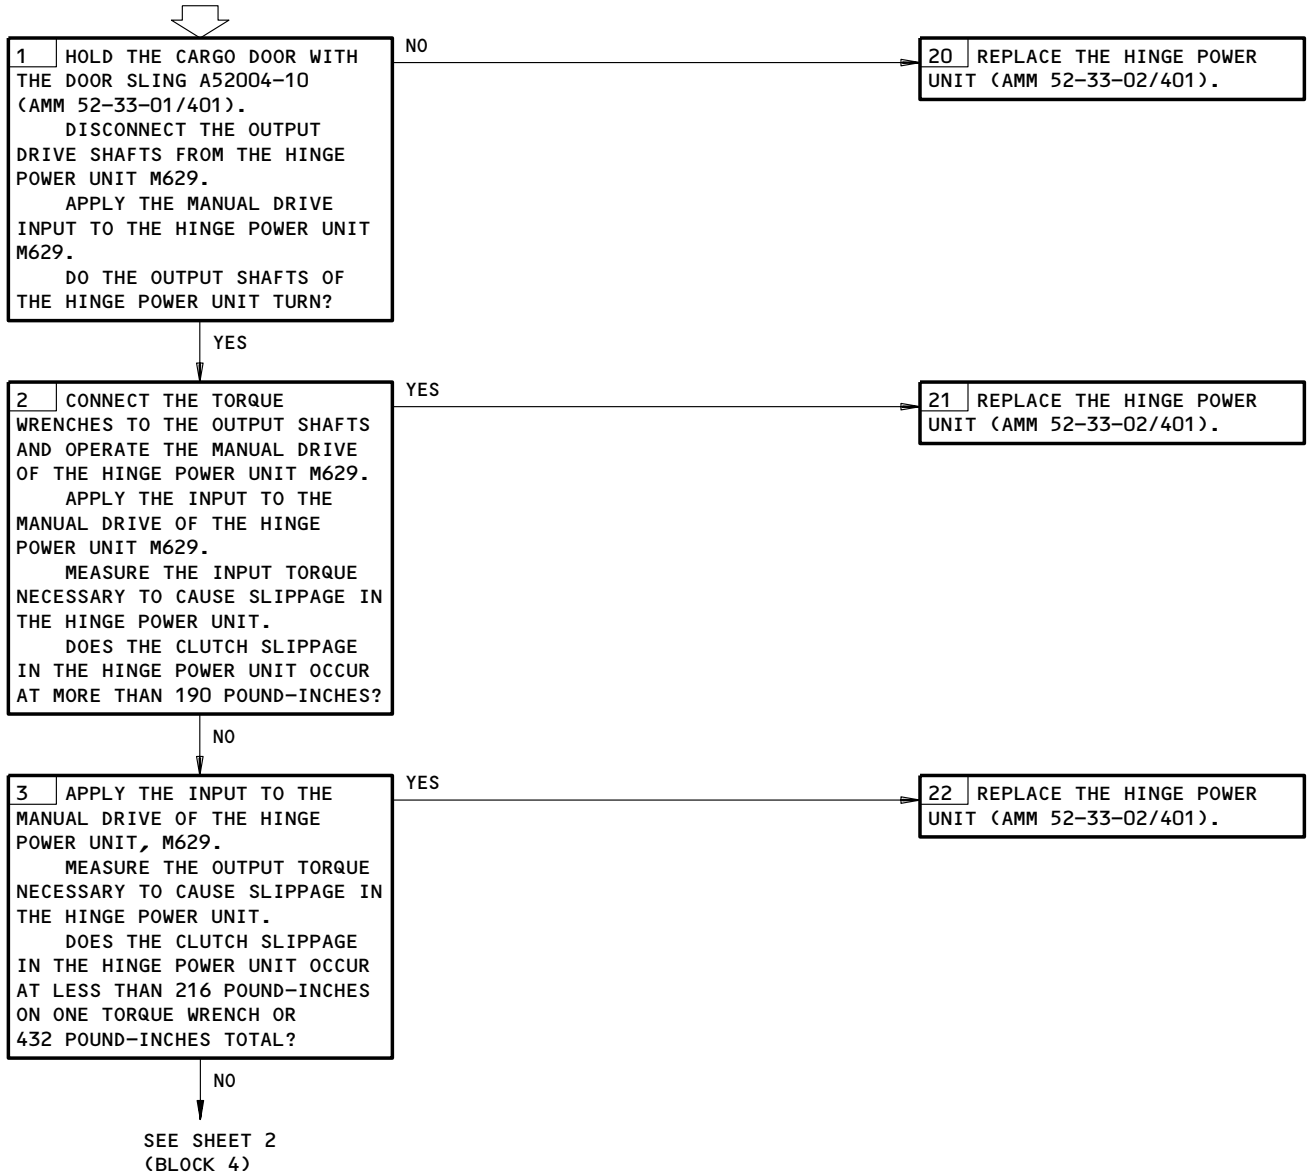 1 HOLD THE CARGO DOOR WITH
THE DOOR SLING A52004-10
(AMM 52-33-01/401).
DISCONNECT THE OUTPUT
DRIVE SHAFTS FROM THE HINGE
POWER UNIT M629.
APPLY THE MANUAL DRIVE
INPUT TO THE HINGE POWER UNIT
M629.
DO THE OUTPUT SHAFTS OF
THE HINGE POWER UNIT TURN?
NO
20 REPLACE THE HINGE POWER
UNIT (AMM 52-33-02/401).
YES
2 CONNECT THE TORQUE
WRENCHES TO THE OUTPUT SHAFTS
AND OPERATE THE MANUAL DRIVE
OF THE HINGE POWER UNIT M629.
APPLY THE INPUT TO THE
MANUAL DRIVE OF THE HINGE
POWER UNIT M629.
MEASURE THE INPUT TORQUE
NECESSARY TO CAUSE SLIPPAGE IN
THE HINGE POWER UNIT.
DOES THE CLUTCH SLIPPAGE
IN THE HINGE POWER UNIT OCCUR
AT MORE THAN 190 POUND-INCHES?
YES
21 REPLACE THE HINGE POWER
UNIT (AMM 52-33-02/401).
NO
3 APPLY THE INPUT TO THE
MANUAL DRIVE OF THE HINGE
POWER UNIT, M629.
MEASURE THE OUTPUT TORQUE
NECESSARY TO CAUSE SLIPPAGE IN
THE HINGE POWER UNIT.
DOES THE CLUTCH SLIPPAGE
IN THE HINGE POWER UNIT OCCUR
AT LESS THAN 216 POUND-INCHES
ON ONE TORQUE WRENCH OR
432 POUND-INCHES TOTAL?
YES
22 REPLACE THE HINGE POWER
UNIT (AMM 52-33-02/401).
NO
SEE SHEET 2
(BLOCK 4)